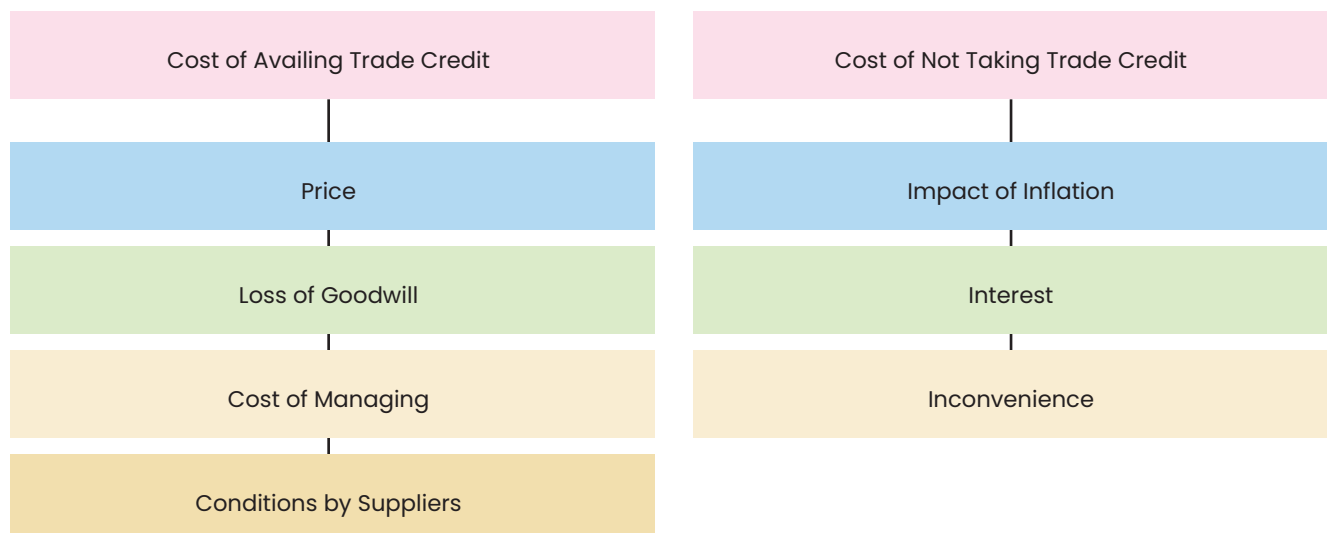 Cost of Availing Trade Credit
Price
Loss of Goodwill
Cost of Managing
Conditions by Suppliers
Cost of Not Taking Trade Credit
Impact of Inflation
Interest
Inconvenience